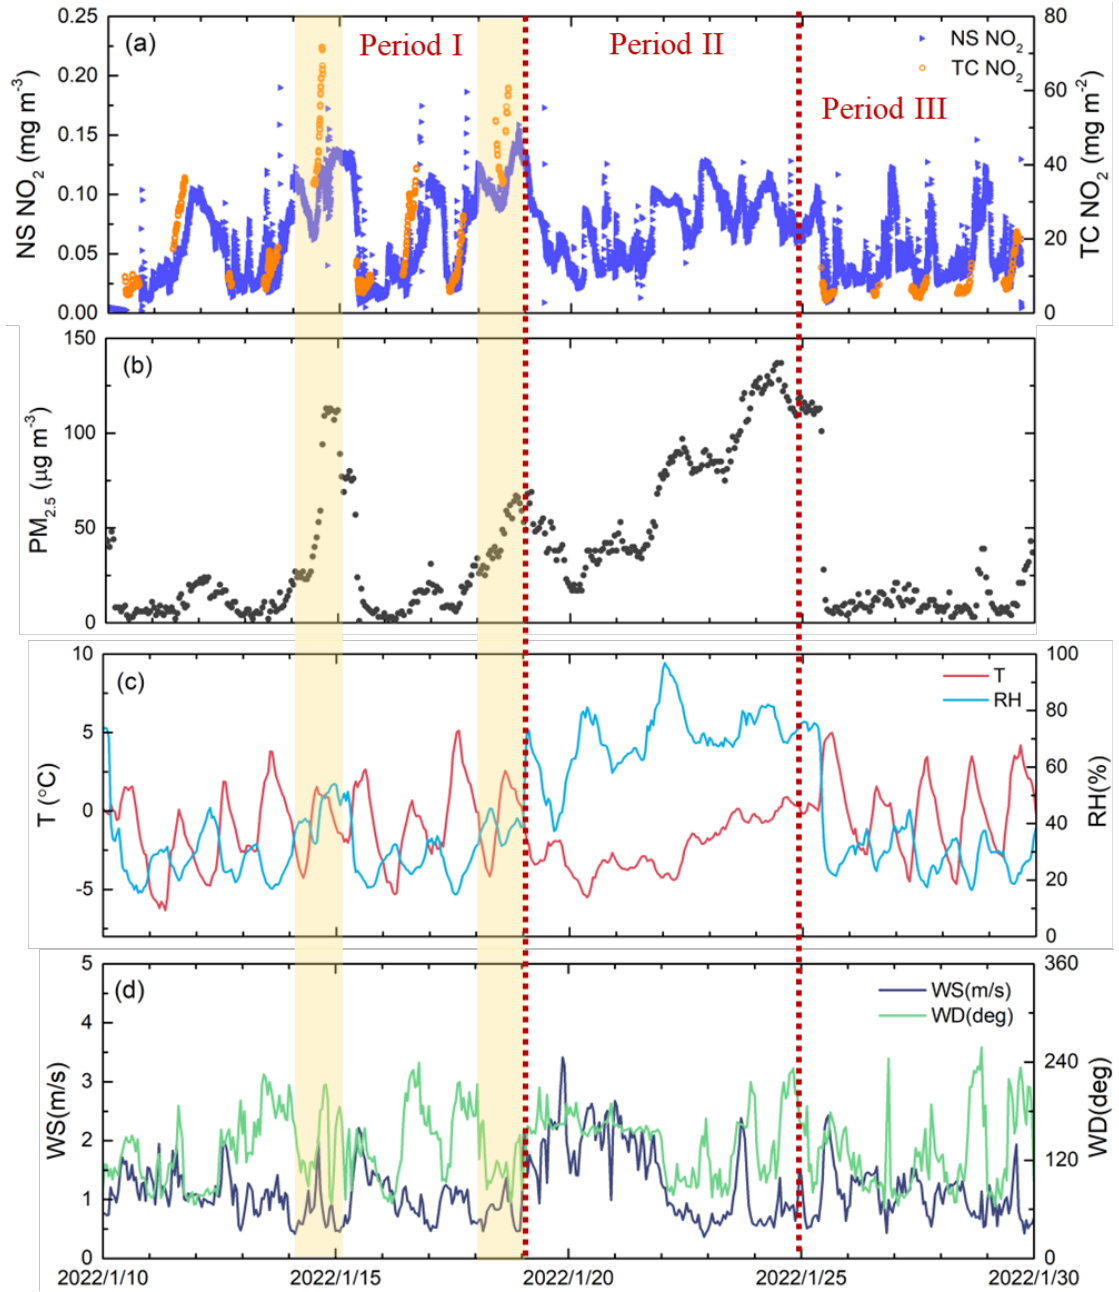 (a)
Period I
Period II
Period III
NS NO2
TC NO2
NS NO2 (mg m-3)
0.25
0.20
0.15
0.10
0.05
0.00
TC NO2 (mg m-2)
80
60
40
20
0
(b)
PM2.5 (μg m-3)
150
100
50
0
(c)
T
RH
T (°C)
10
5
0
-5
RH(%)
100
80
60
40
20
0
(d)
WS(m/s)
WD(deg)
WS(m/s)
5
4
3
2
1
0
WD(deg)
360
240
120
0
2022/1/10
2022/1/15
2022/1/20
2022/1/25
2022/1/30